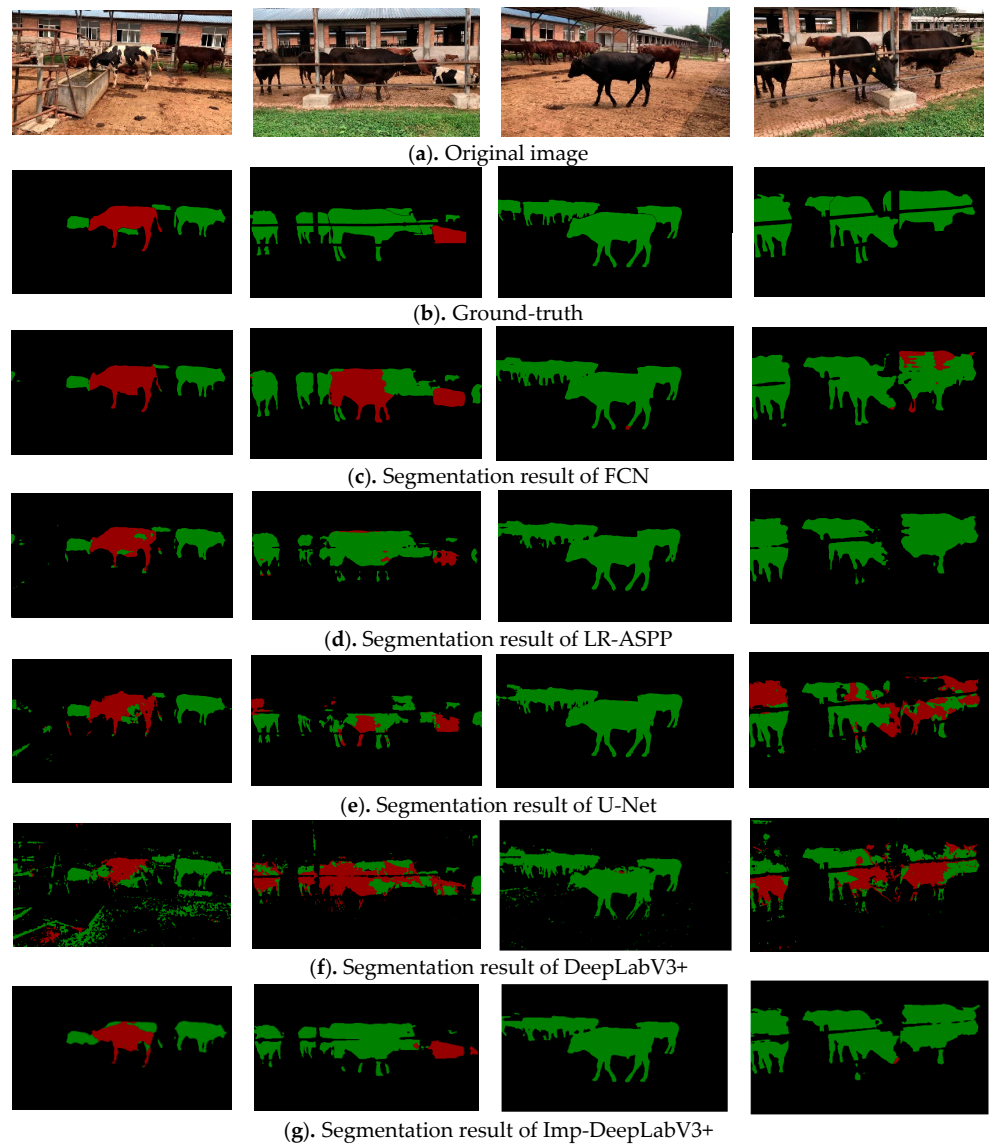 (a). Original image
(b). Ground-truth
(c). Segmentation result of FCN
(d). Segmentation result of LR-ASPP
(e). Segmentation result of U-Net
(f). Segmentation result of DeepLabV3+
(g). Segmentation result of Imp-DeepLabV3+